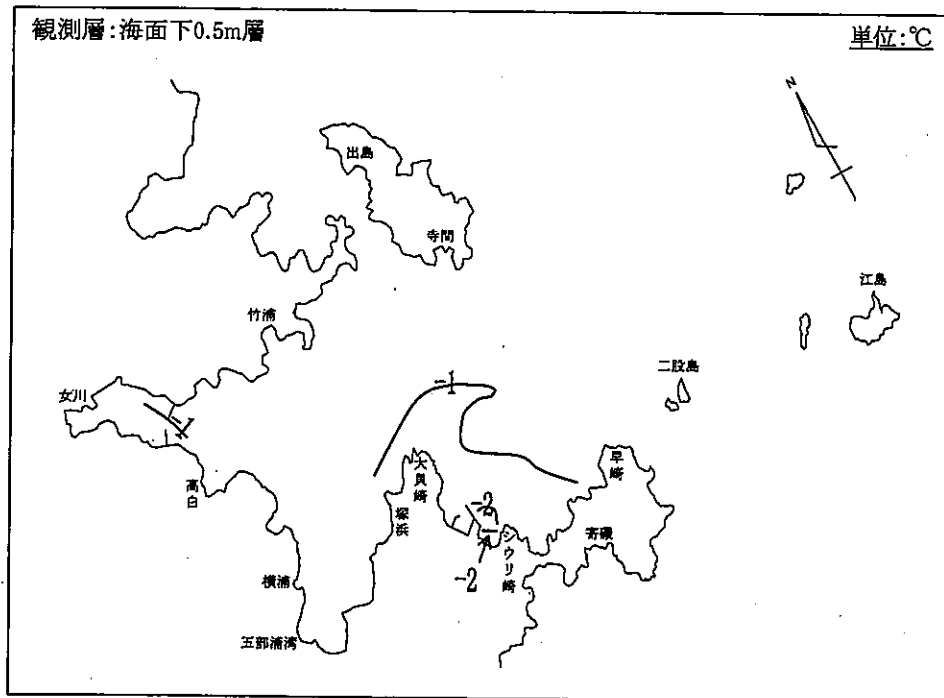 観測層:海面下0.5m層
単位:℃
N
出島
寺間
江島
竹浦
二股島
-1
女川
-1
大貝崎
早崎
高白
塚浜
-2
シウリ崎
寄磯
-2
横浦
五部浦湾